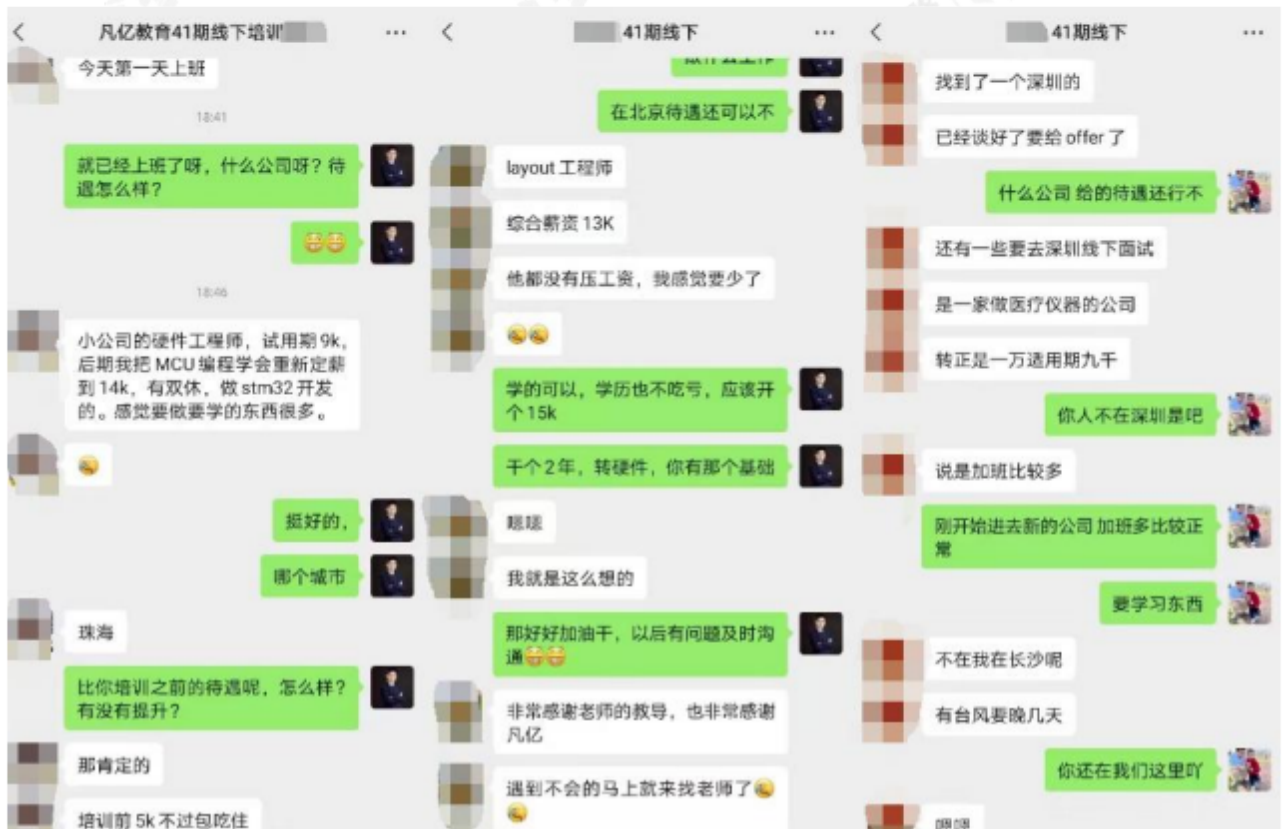 凡亿教育41期线下培训
今天第一天上班
18:41
就已经上班了呀，什么公司呀？待
遇怎么样？
18:46
小公司的硬件工程师，试用期9k，
后期我把 MCU 编程学会重新定薪
到14k，有双休，做 stm32 开发
的。感觉要做要学的东西很多。
挺好的，
哪个城市
珠海
比你培训之前的待遇呢，怎么样？
有没有提升？
那肯定的
培训前 5k 不过包吃住
41期线下
在北京待遇还可以不
layout 工程师
综合薪资 13K
他都没有压工资，我感觉要少了
学的可以，学历也不吃亏，应该开
个 15k
干个 2 年，转硬件，你有那个基础
嗯嗯
我就是这么想的
那好好加油干，以后有问题及时沟
通
非常感谢老师的教导，也非常感谢
凡亿
遇到不会的马上就来找老师了
41期线下
找到了一个深圳的
已经谈好了要给 offer 了
什么公司 给的待遇还行不
还有一些要去深圳线下面试
是一家做医疗仪器的公司
转正是一万适用期九千
你人不在深圳是吧
说是加班比较多
刚开始进去新的公司 加班多比较正
常
要学习东西
不在我在长沙呢
有台风要晚几天
你还在我们这里吖
嗯嗯